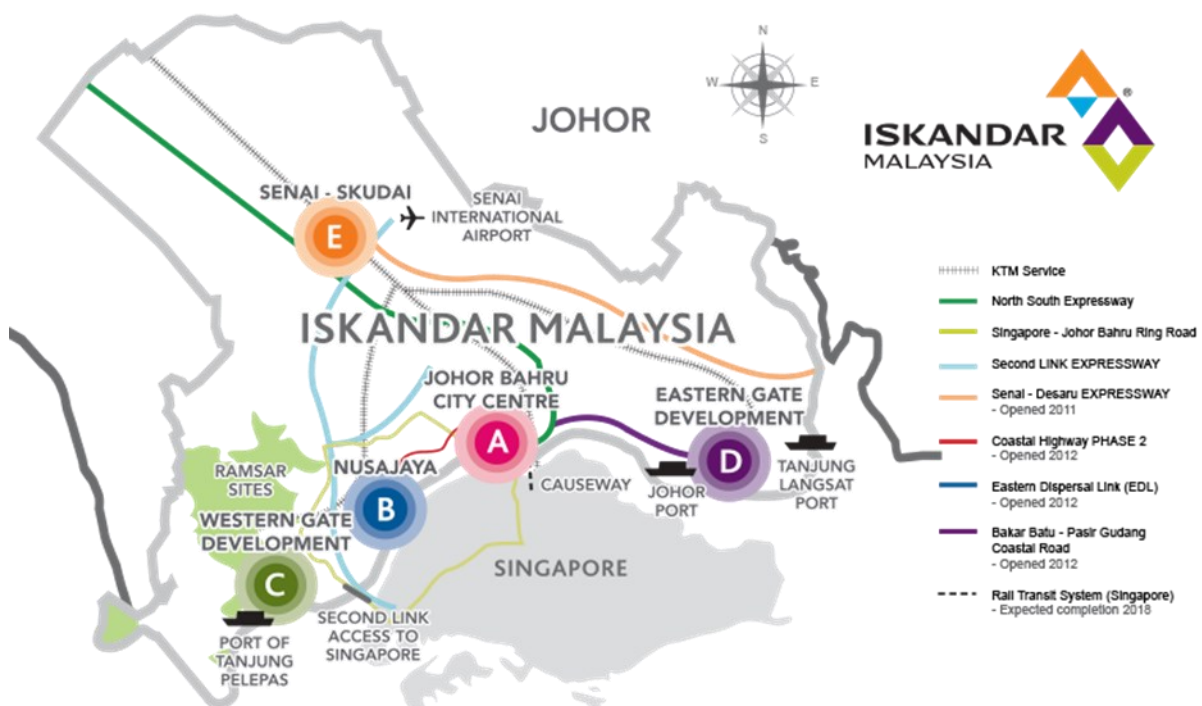 N
W
E
S
JOHOR
®
ISKANDAR
MALAYSIA
SENAI - SKUDAI
E
SENAI
INTERNATIONAL
AIRPORT
ISKANDAR MALAYSIA
JOHOR BAHRU
CITY CENTRE
A
EASTERN GATE
DEVELOPMENT
D
RAMSAR
SITES
NUSAJAYA
B
CAUSEWAY
JOHOR
PORT
TANJUNG
LANGSAT
PORT
WESTERN GATE
DEVELOPMENT
C
SINGAPORE
PORT OF
TANJUNG
PELEPAS
SECOND LINK
ACCESS TO
SINGAPORE
KTM Service
North South Expressway
Singapore - Johor Bahru Ring Road
Second LINK EXPRESSWAY
Senai - Desaru EXPRESSWAY
- Opened 2011
Coastal Highway PHASE 2
- Opened 2012
Eastern Dispersal Link (EDL)
- Opened 2012
Bakar Batu - Pasir Gudang
Coastal Road
- Opened 2012
Rail Transit System (Singapore)
- Expected completion 2018